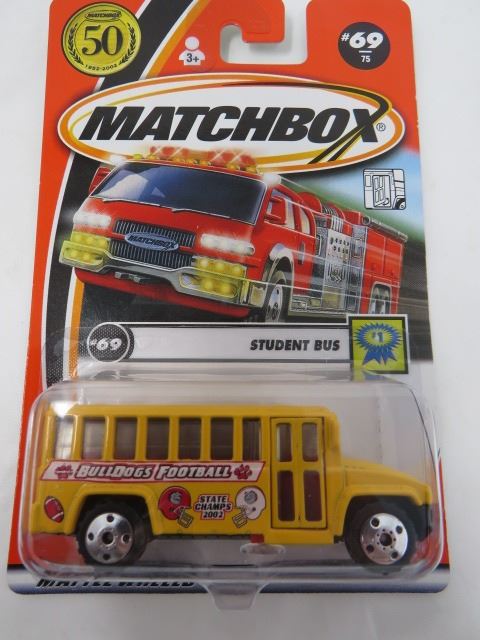 MATCHBOX
50
1952-2002
3+
#69
75
MATCHBOX®
MATCHBOX
#69
STUDENT BUS
#1
BULLDOGS FOOTBALL
STATE
CHAMPS
2002
MATTEL WHEELS